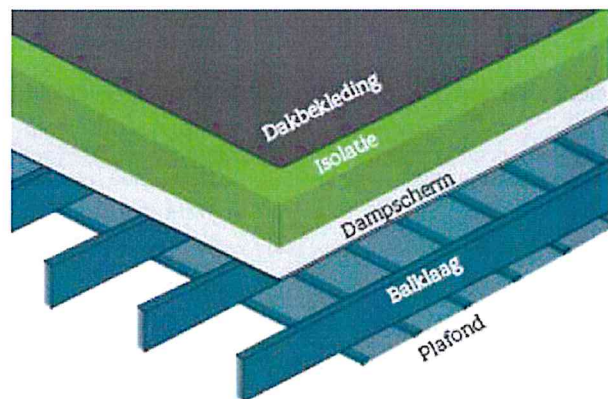 Dakbekleding
Isolatie
Dampscherm
Balklaag
Plafond